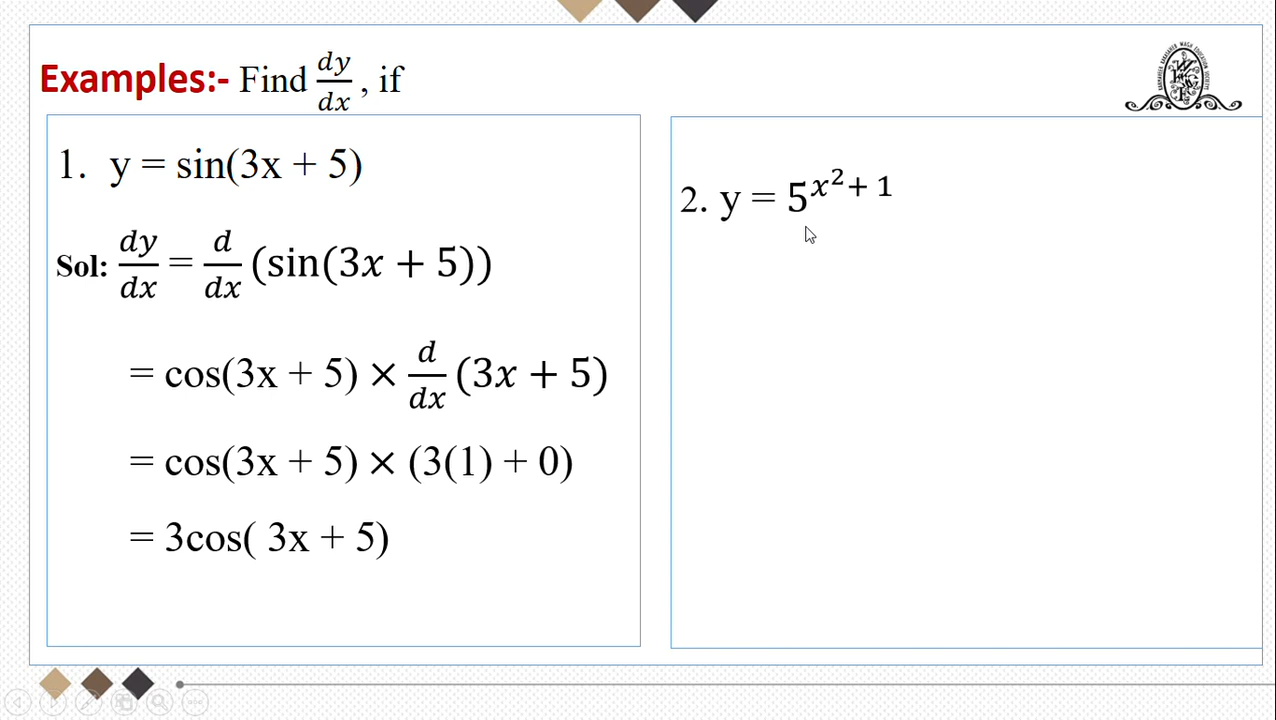 Examples:- Find dy/dx , if
1. y = sin(3x + 5)
Sol: dy/dx = d/dx (sin(3x + 5))
= cos(3x + 5) × d/dx (3x + 5)
= cos(3x + 5) × (3(1) + 0)
= 3cos( 3x + 5)
2. y = 5^(x²+ 1)